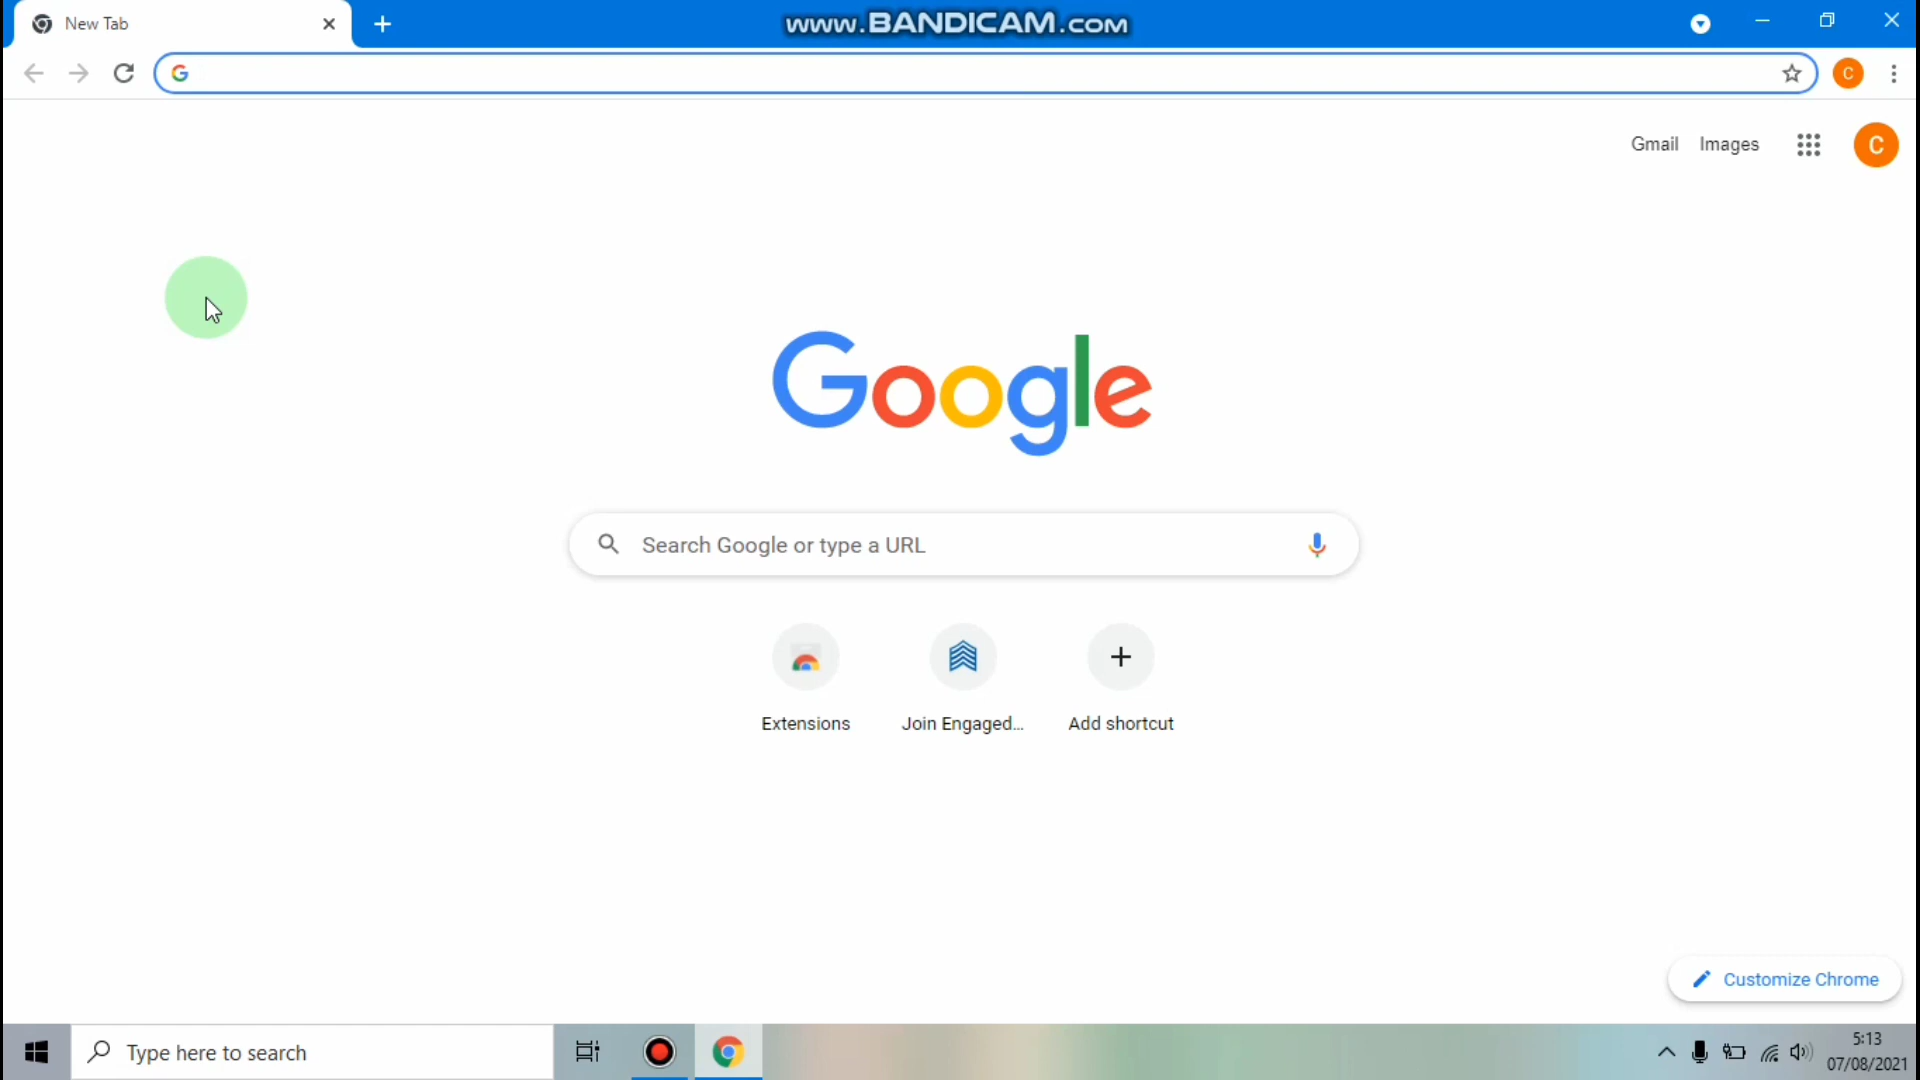 New Tab
www.BANDICAM.com
G
C
Gmail Images
C
Google
Search Google or type a URL
Extensions
Join Engaged...
Add shortcut
Customize Chrome
Type here to search
5:13
07/08/2021